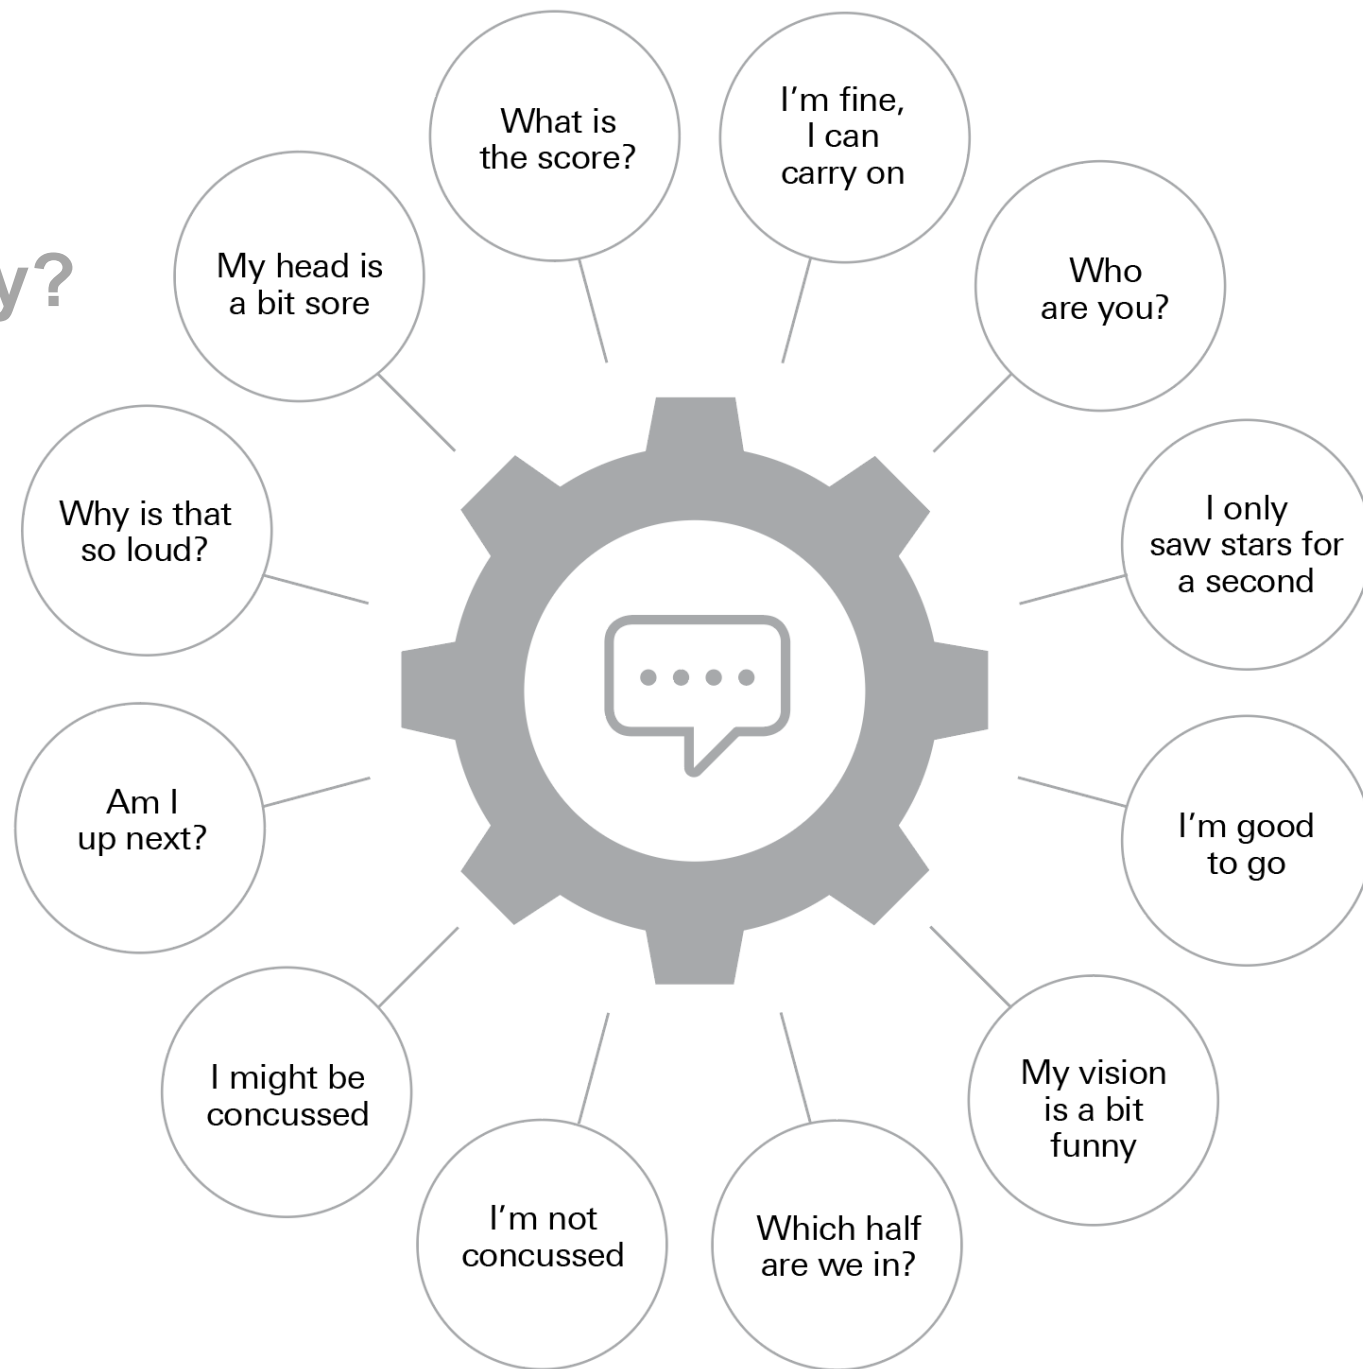 What is
the score?
I'm fine,
I can
carry on
My head is
a bit sore
y?
Who
are you?
Why is that
so loud?
I only
saw stars for
a second
Am I
up next?
I'm good
to go
I might be
concussed
My vision
is a bit
funny
I'm not
concussed
Which half
are we in?